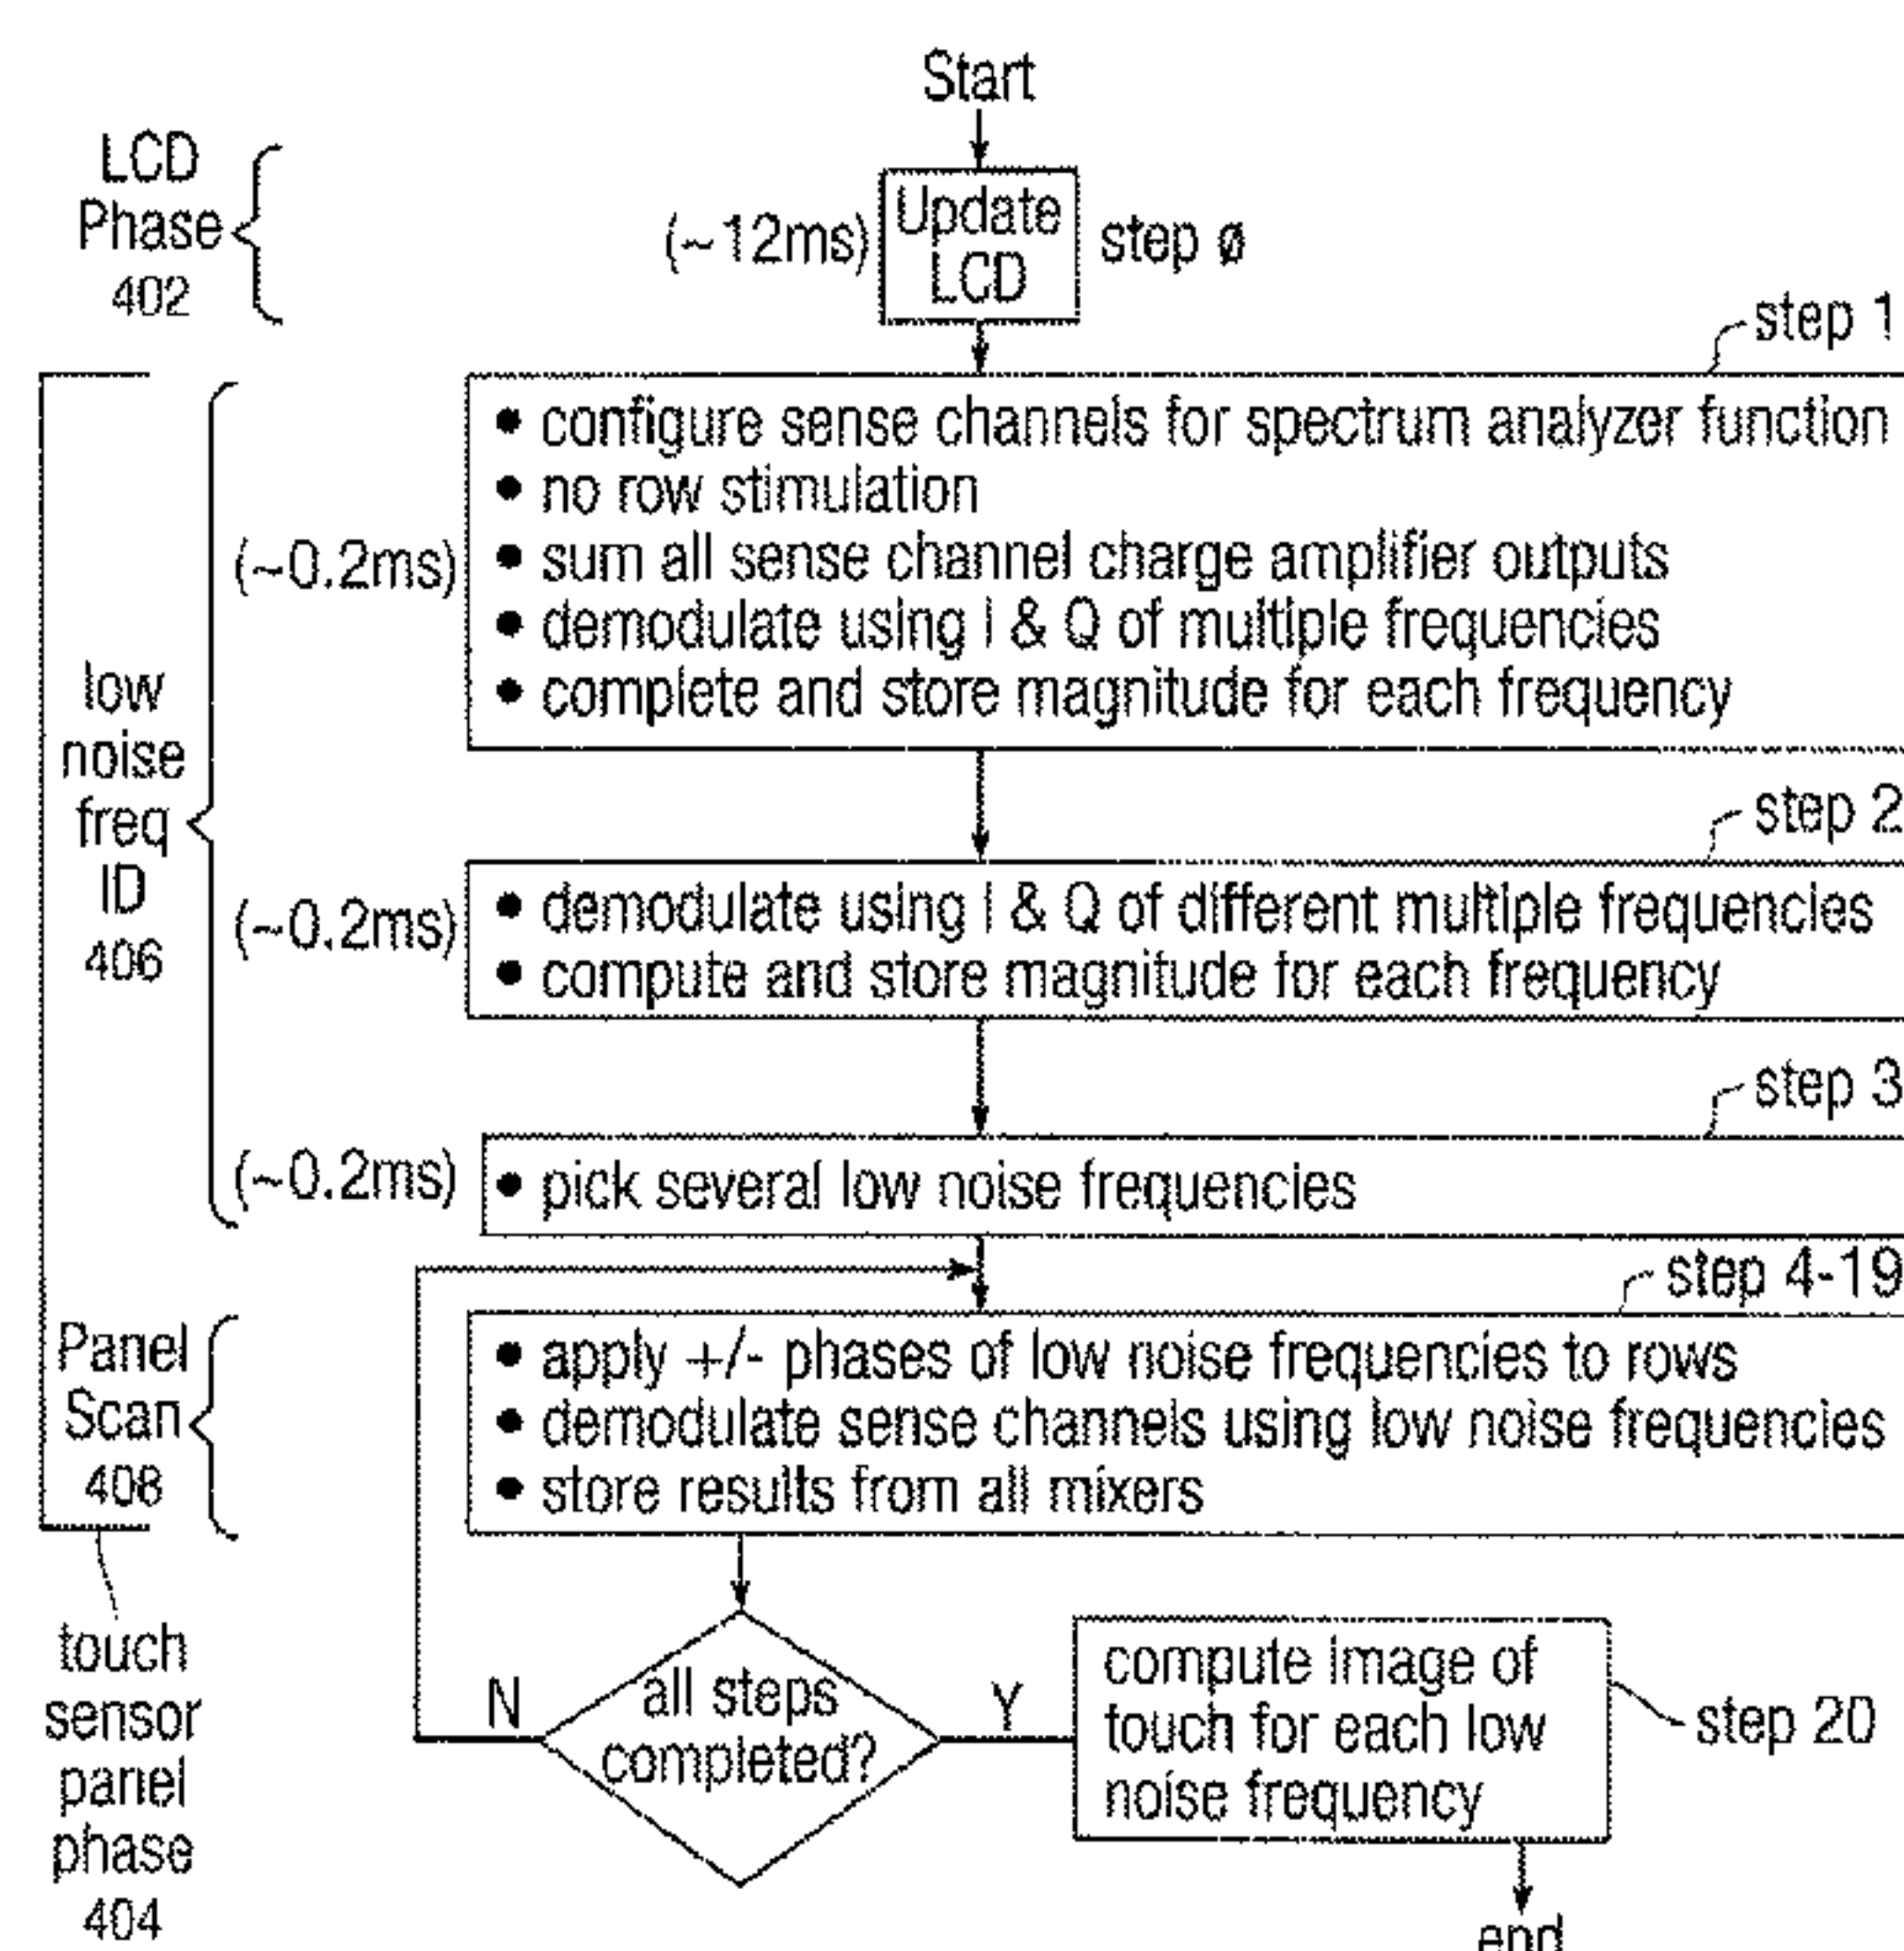 Start
LCD
Phase
402
(~12ms)
Update
LCD
step ø
step 1
• configure sense channels for spectrum analyzer function
• no row stimulation
• sum all sense channel charge amplifier outputs
• demodulate using I & Q of multiple frequencies
• complete and store magnitude for each frequency
(~0.2ms)
low
noise
freq
ID
406
step 2
• demodulate using I & Q of different multiple frequencies
• compute and store magnitude for each frequency
(~0.2ms)
step 3
(~0.2ms)
• pick several low noise frequencies
step 4-19
Panel
Scan
408
• apply +/- phases of low noise frequencies to rows
• demodulate sense channels using low noise frequencies
• store results from all mixers
touch
sensor
panel
phase
404
N
all steps
completed?
Y
compute image of
touch for each low
noise frequency
step 20
end